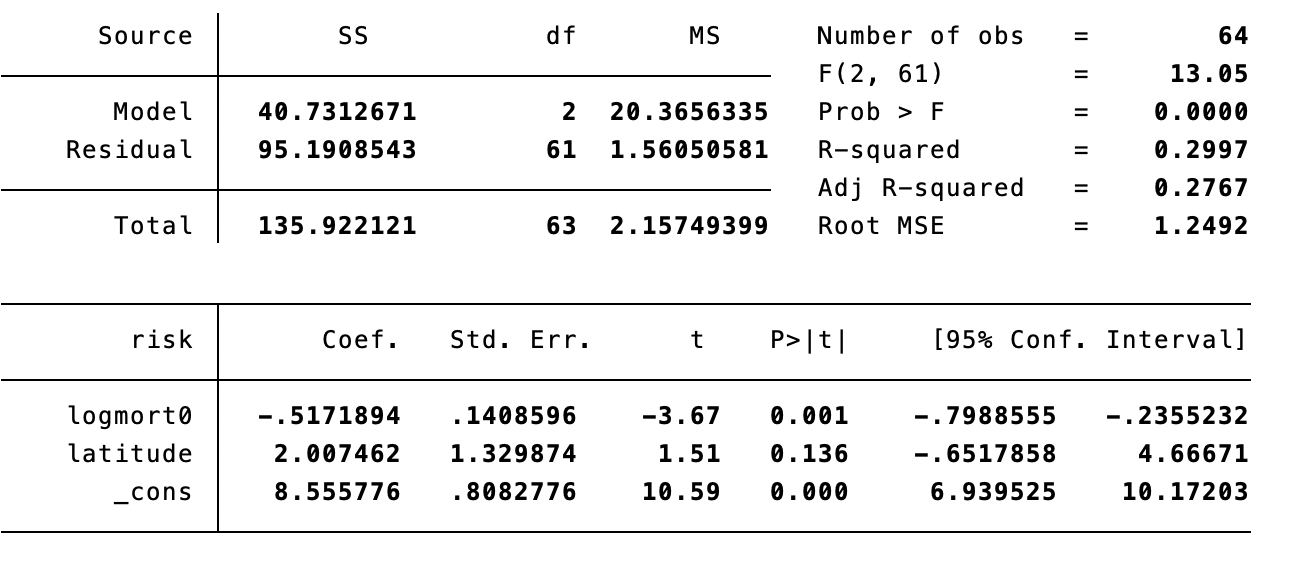 Source SS df MS Number of obs = 64
F(2, 61) = 13.05
Model 40.7312671 2 20.3656335 Prob > F = 0.0000
Residual 95.1908543 61 1.56050581 R-squared = 0.2997
Adj R-squared = 0.2767
Total 135.922121 63 2.15749399 Root MSE = 1.2492
risk Coef. Std. Err. t P>|t| [95% Conf. Interval]
logmort0 -.5171894 .1408596 -3.67 0.001 -.7988555 -.2355232
latitude 2.007462 1.329874 1.51 0.136 -.6517858 4.66671
_cons 8.555776 .8082776 10.59 0.000 6.939525 10.17203